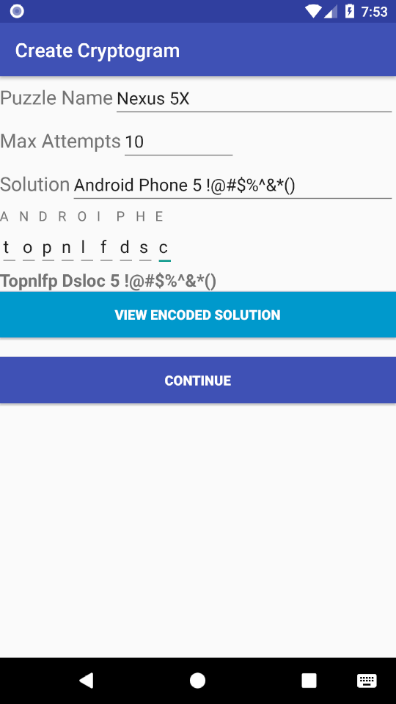 7:53
Create Cryptogram
Puzzle Name Nexus 5X
Max Attempts 10
Solution Android Phone 5 !@#$%^&*()
A N D R O I P H E
t o p n l f d s c
Topnlfp Dsloc 5 !@#$%^&*()
VIEW ENCODED SOLUTION
CONTINUE